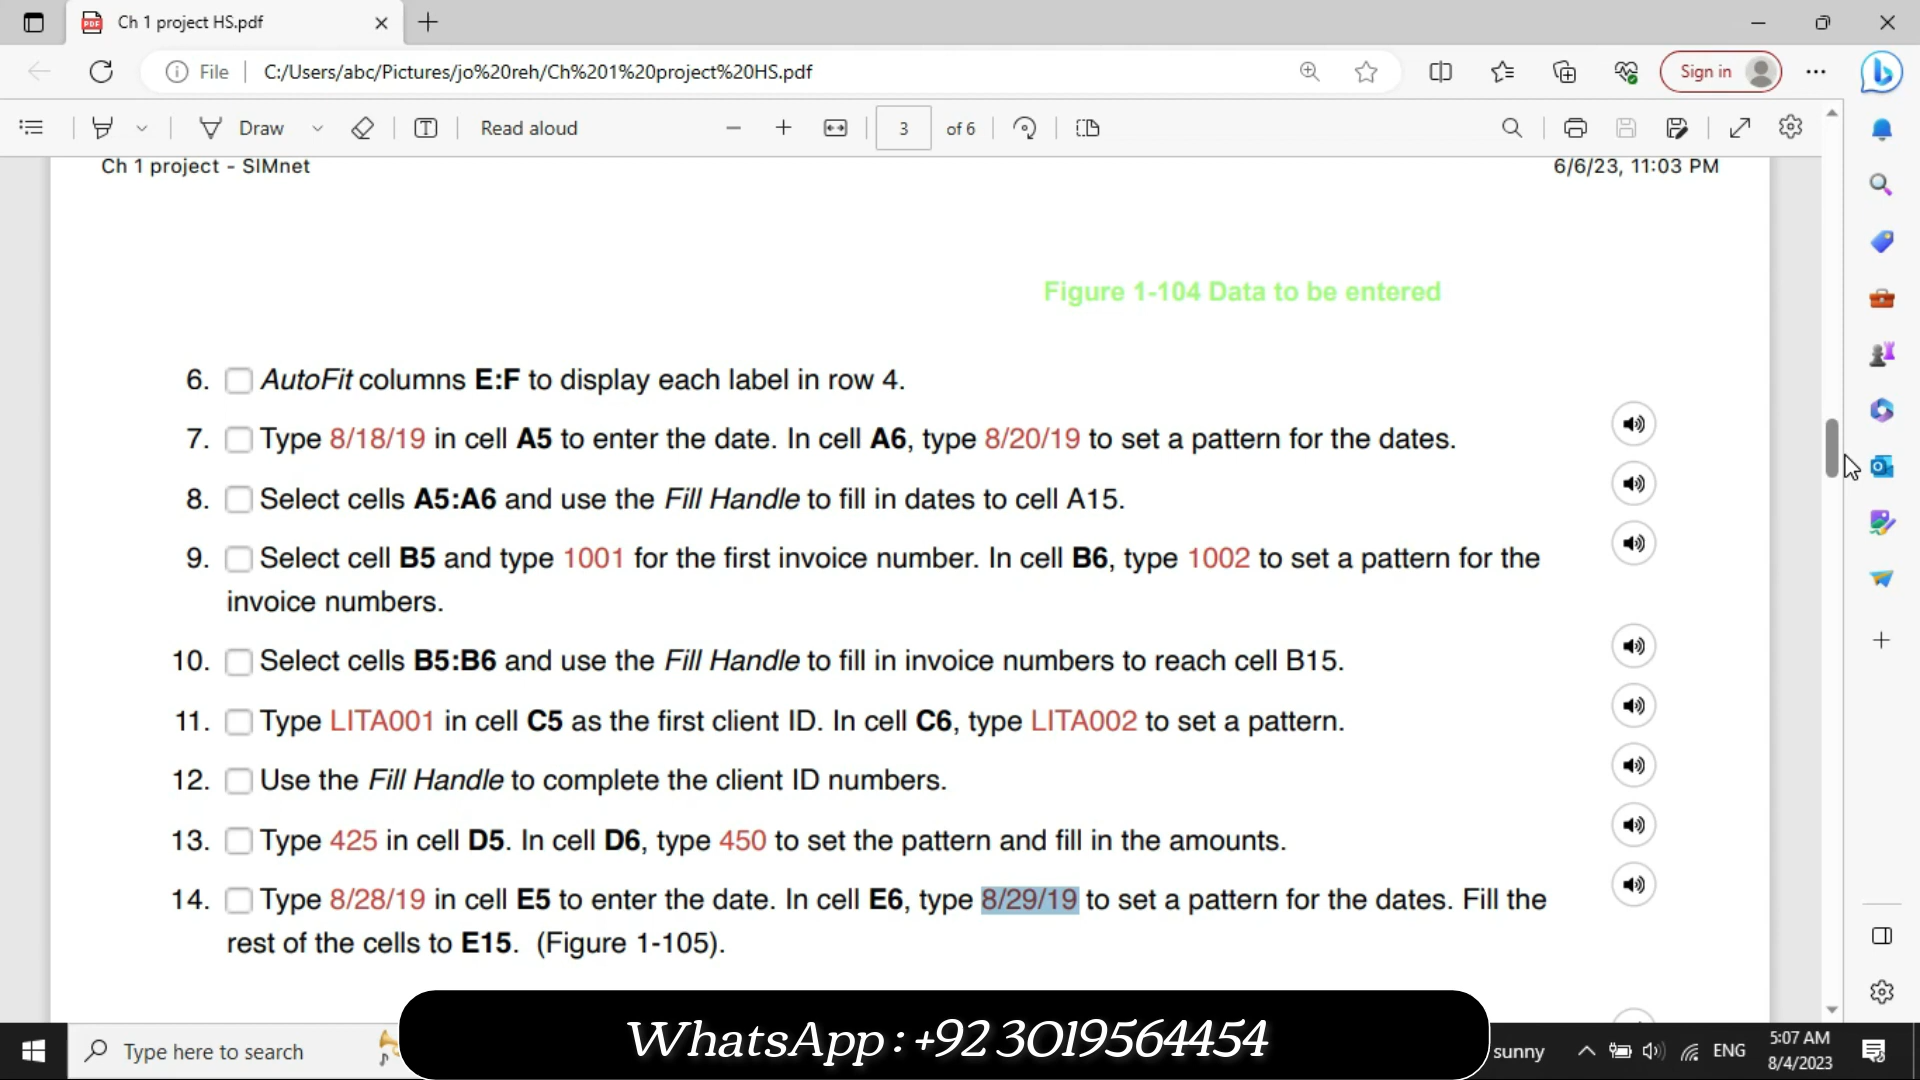 Ch 1 project HS.pdf
File
C:/Users/abc/Pictures/jo%20reh/Ch%201%20project%20HS.pdf
Sign in
Draw
Read aloud
3
of 6
Ch 1 project - SIMnet
6/6/23, 11:03 PM
Figure 1-104 Data to be entered
6. AutoFit columns E:F to display each label in row 4.
7. Type 8/18/19 in cell A5 to enter the date. In cell A6, type 8/20/19 to set a pattern for the dates.
8. Select cells A5:A6 and use the Fill Handle to fill in dates to cell A15.
9. Select cell B5 and type 1001 for the first invoice number. In cell B6, type 1002 to set a pattern for the
invoice numbers.
10. Select cells B5:B6 and use the Fill Handle to fill in invoice numbers to reach cell B15.
11. Type LITA001 in cell C5 as the first client ID. In cell C6, type LITA002 to set a pattern.
12. Use the Fill Handle to complete the client ID numbers.
13. Type 425 in cell D5. In cell D6, type 450 to set the pattern and fill in the amounts.
14. Type 8/28/19 in cell E5 to enter the date. In cell E6, type 8/29/19 to set a pattern for the dates. Fill the
rest of the cells to E15. (Figure 1-105).
WhatsApp : +92 3019564454
Type here to search
sunny
ENG
5:07 AM
8/4/2023